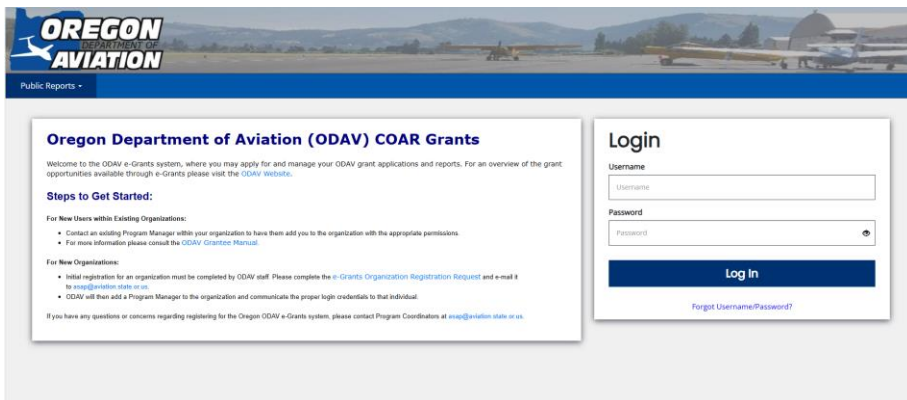 OREGON
DEPARTMENT OF
AVIATION
Public Reports
Oregon Department of Aviation (ODAV) COAR Grants
Welcome to the ODAV e-Grants system, where you may apply for and manage your ODAV grant applications and reports. For an overview of the grant
opportunities available through e-Grants please visit the ODAV Website.
Steps to Get Started:
For New Users within Existing Organizations:
Contact an existing Program Manager within your organization to have them add you to the organization with the appropriate permissions.
For more information please consult the ODAV Grantee Manual.
For New Organizations:
Initial registration for an organization must be completed by ODAV staff. Please complete the e-Grants Organization Registration Request and e-mail it
to asap@aviation.state.or.us.
ODAV will then add a Program Manager to the organization and communicate the proper login credentials to that individual.
If you have any questions or concerns regarding registering for the Oregon ODAV e-Grants system, please contact Program Coordinators at asap@aviation.state.or.us.
Login
Username
Username
Password
Password
Log In
Forgot Username/Password?